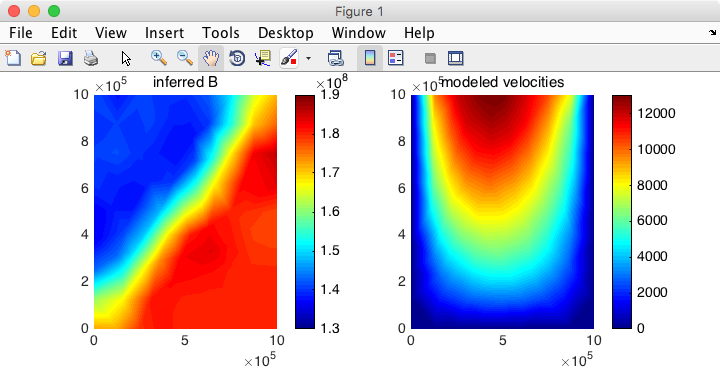 Figure 1
File Edit View Insert Tools Desktop Window Help
×10⁵ inferred B ×10⁸
10 8 6 4 2 0
0 5 10
×10⁵
1.9 1.8 1.7 1.6 1.5 1.4 1.3
×10⁵ modeled velocities
10 8 6 4 2 0
0 5 10
×10⁵
12000 10000 8000 6000 4000 2000 0